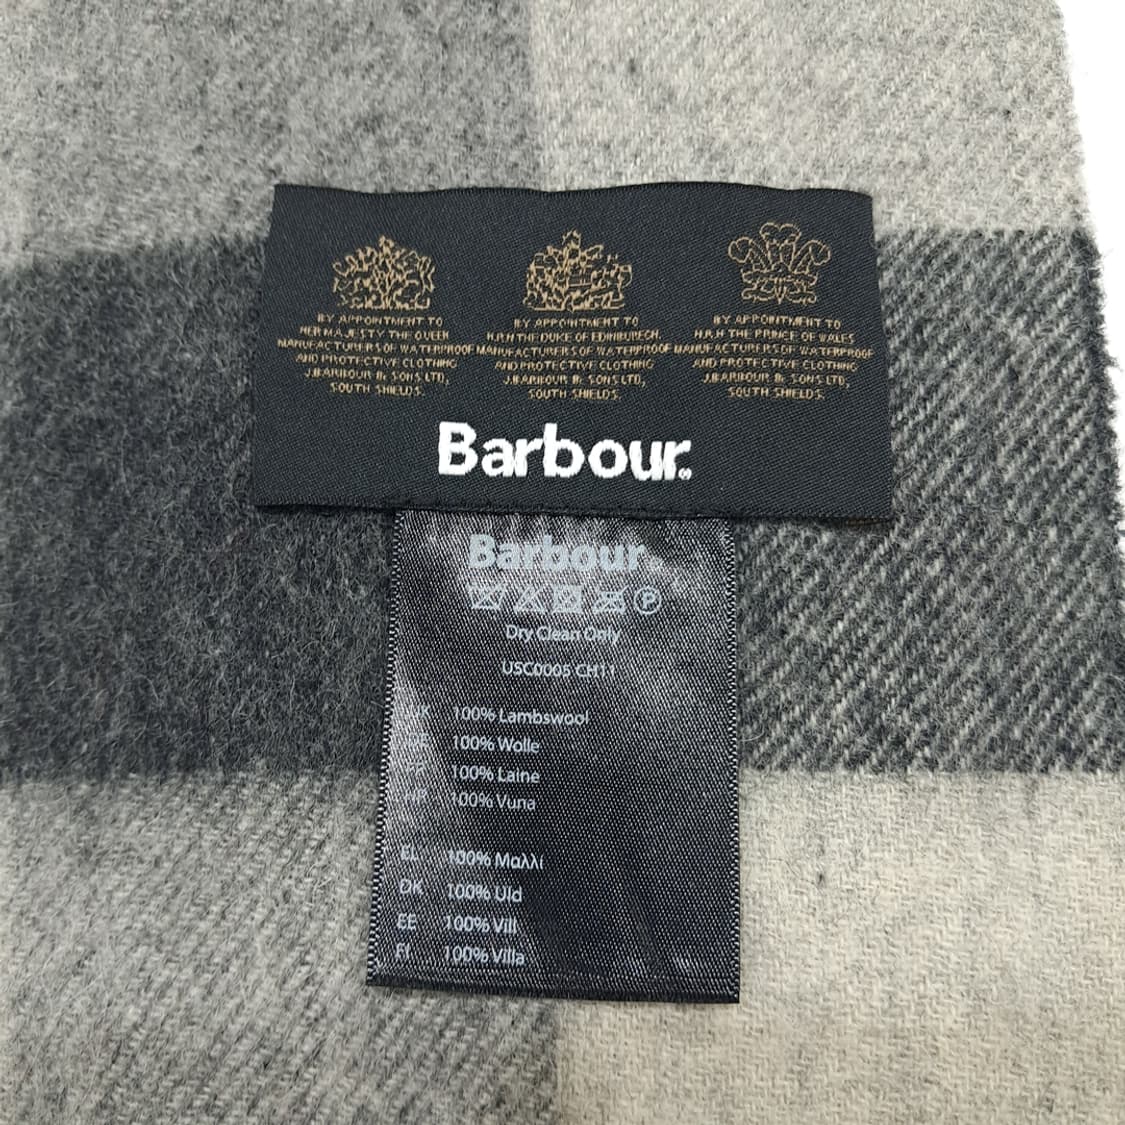 BY APPOINTMENT TO
HER MAJESTY THE QUEEN
MANUFACTURERS OF WATERPROOF
AND PROTECTIVE CLOTHING
J.BARBOUR & SONS LTD,
SOUTH SHIELDS.
BY APPOINTMENT TO
H.R.H THE DUKE OF EDINBURGH
MANUFACTURERS OF WATERPROOF
AND PROTECTIVE CLOTHING
J.BARBOUR & SONS LTD,
SOUTH SHIELDS.
BY APPOINTMENT TO
H.R.H THE PRINCE OF WALES
MANUFACTURERS OF WATERPROOF
AND PROTECTIVE CLOTHING
J.BARBOUR & SONS LTD,
SOUTH SHIELDS.
Barbour®
Barbour®
P
Dry Clean Only
USC0005 CH11
UK 100% Lambswool
DE 100% Wolle
FR 100% Laine
HR 100% Vuna
EL 100% Μαλλί
DK 100% Uld
EE 100% Vill
FI 100% Villa